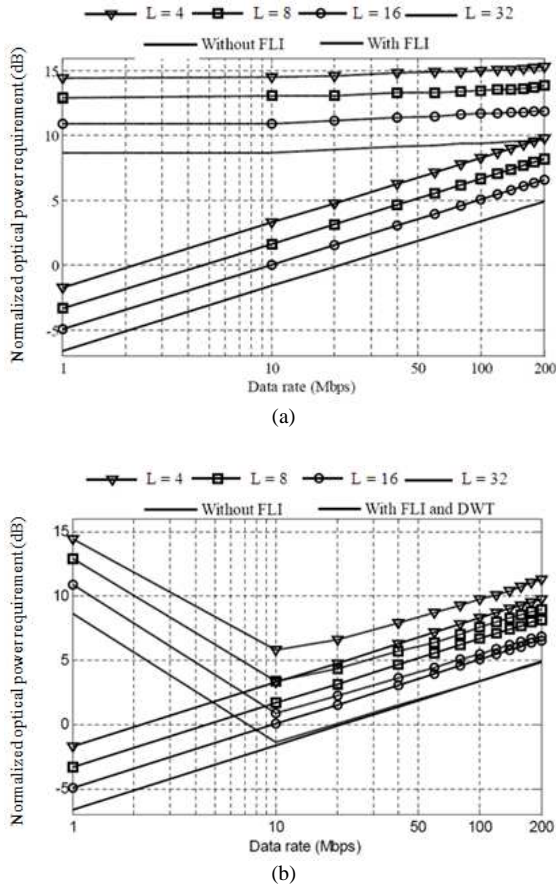 L = 4 L = 8 L = 16 L = 32
Without FLI With FLI
Normalized optical power requirement (dB)
15
10
5
0
-5
1 10 50 100 200
Data rate (Mbps)
(a)
L = 4 L = 8 L = 16 L = 32
Without FLI With FLI and DWT
Normalized optical power requirement (dB)
15
10
5
0
-5
1 10 50 100 200
Data rate (Mbps)
(b)